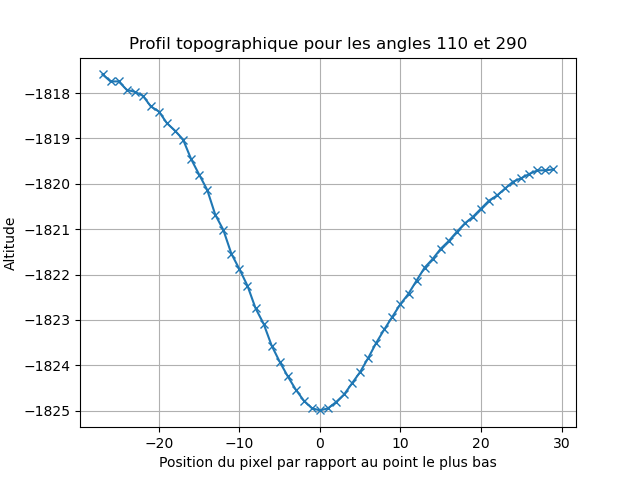 Profil topographique pour les angles 110 et 290
−1818
−1819
−1820
−1821
−1822
−1823
−1824
−1825
Altitude
−20 −10 0 10 20 30
Position du pixel par rapport au point le plus bas